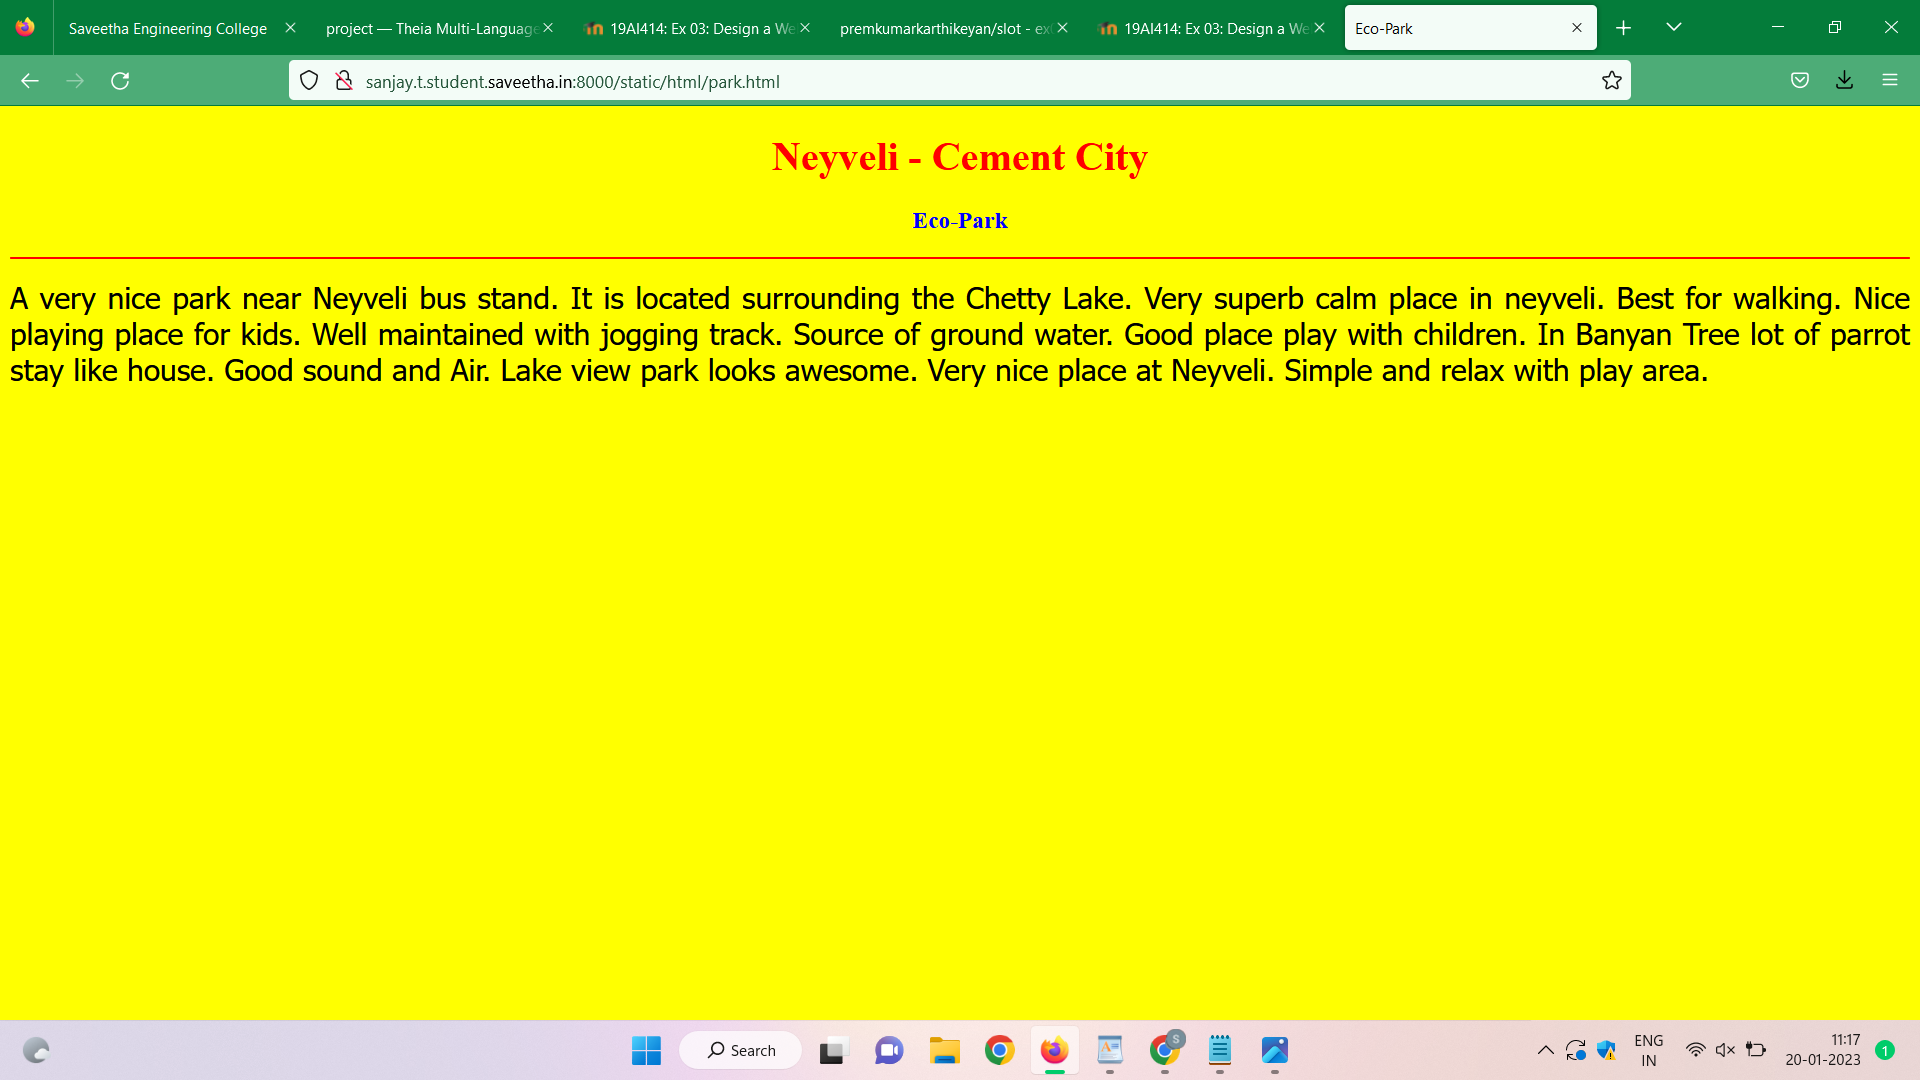 Saveetha Engineering College
project — Theia Multi-Language
19AI414: Ex 03: Design a We
premkumarkarthikeyan/slot - ex
19AI414: Ex 03: Design a We
Eco-Park
sanjay.t.student.saveetha.in:8000/static/html/park.html
Neyveli - Cement City
Eco-Park
A very nice park near Neyveli bus stand. It is located surrounding the Chetty Lake. Very superb calm place in neyveli. Best for walking. Nice
playing place for kids. Well maintained with jogging track. Source of ground water. Good place play with children. In Banyan Tree lot of parrot
stay like house. Good sound and Air. Lake view park looks awesome. Very nice place at Neyveli. Simple and relax with play area.
Search
S
ENG
IN
11:17
20-01-2023
1